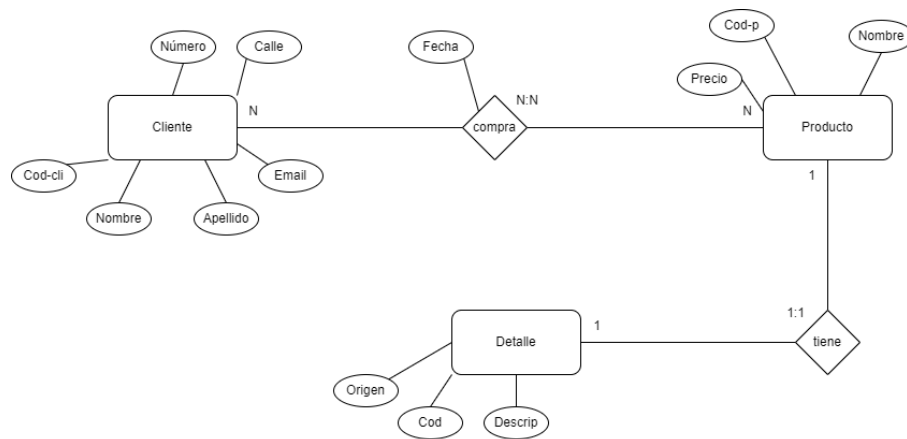 Cod-p
Nombre
Número
Calle
Fecha
Precio
N
N:N
N
Cliente
compra
Producto
Cod-cli
Email
1
Nombre
Apellido
1:1
1
Detalle
tiene
Origen
Cod
Descrip